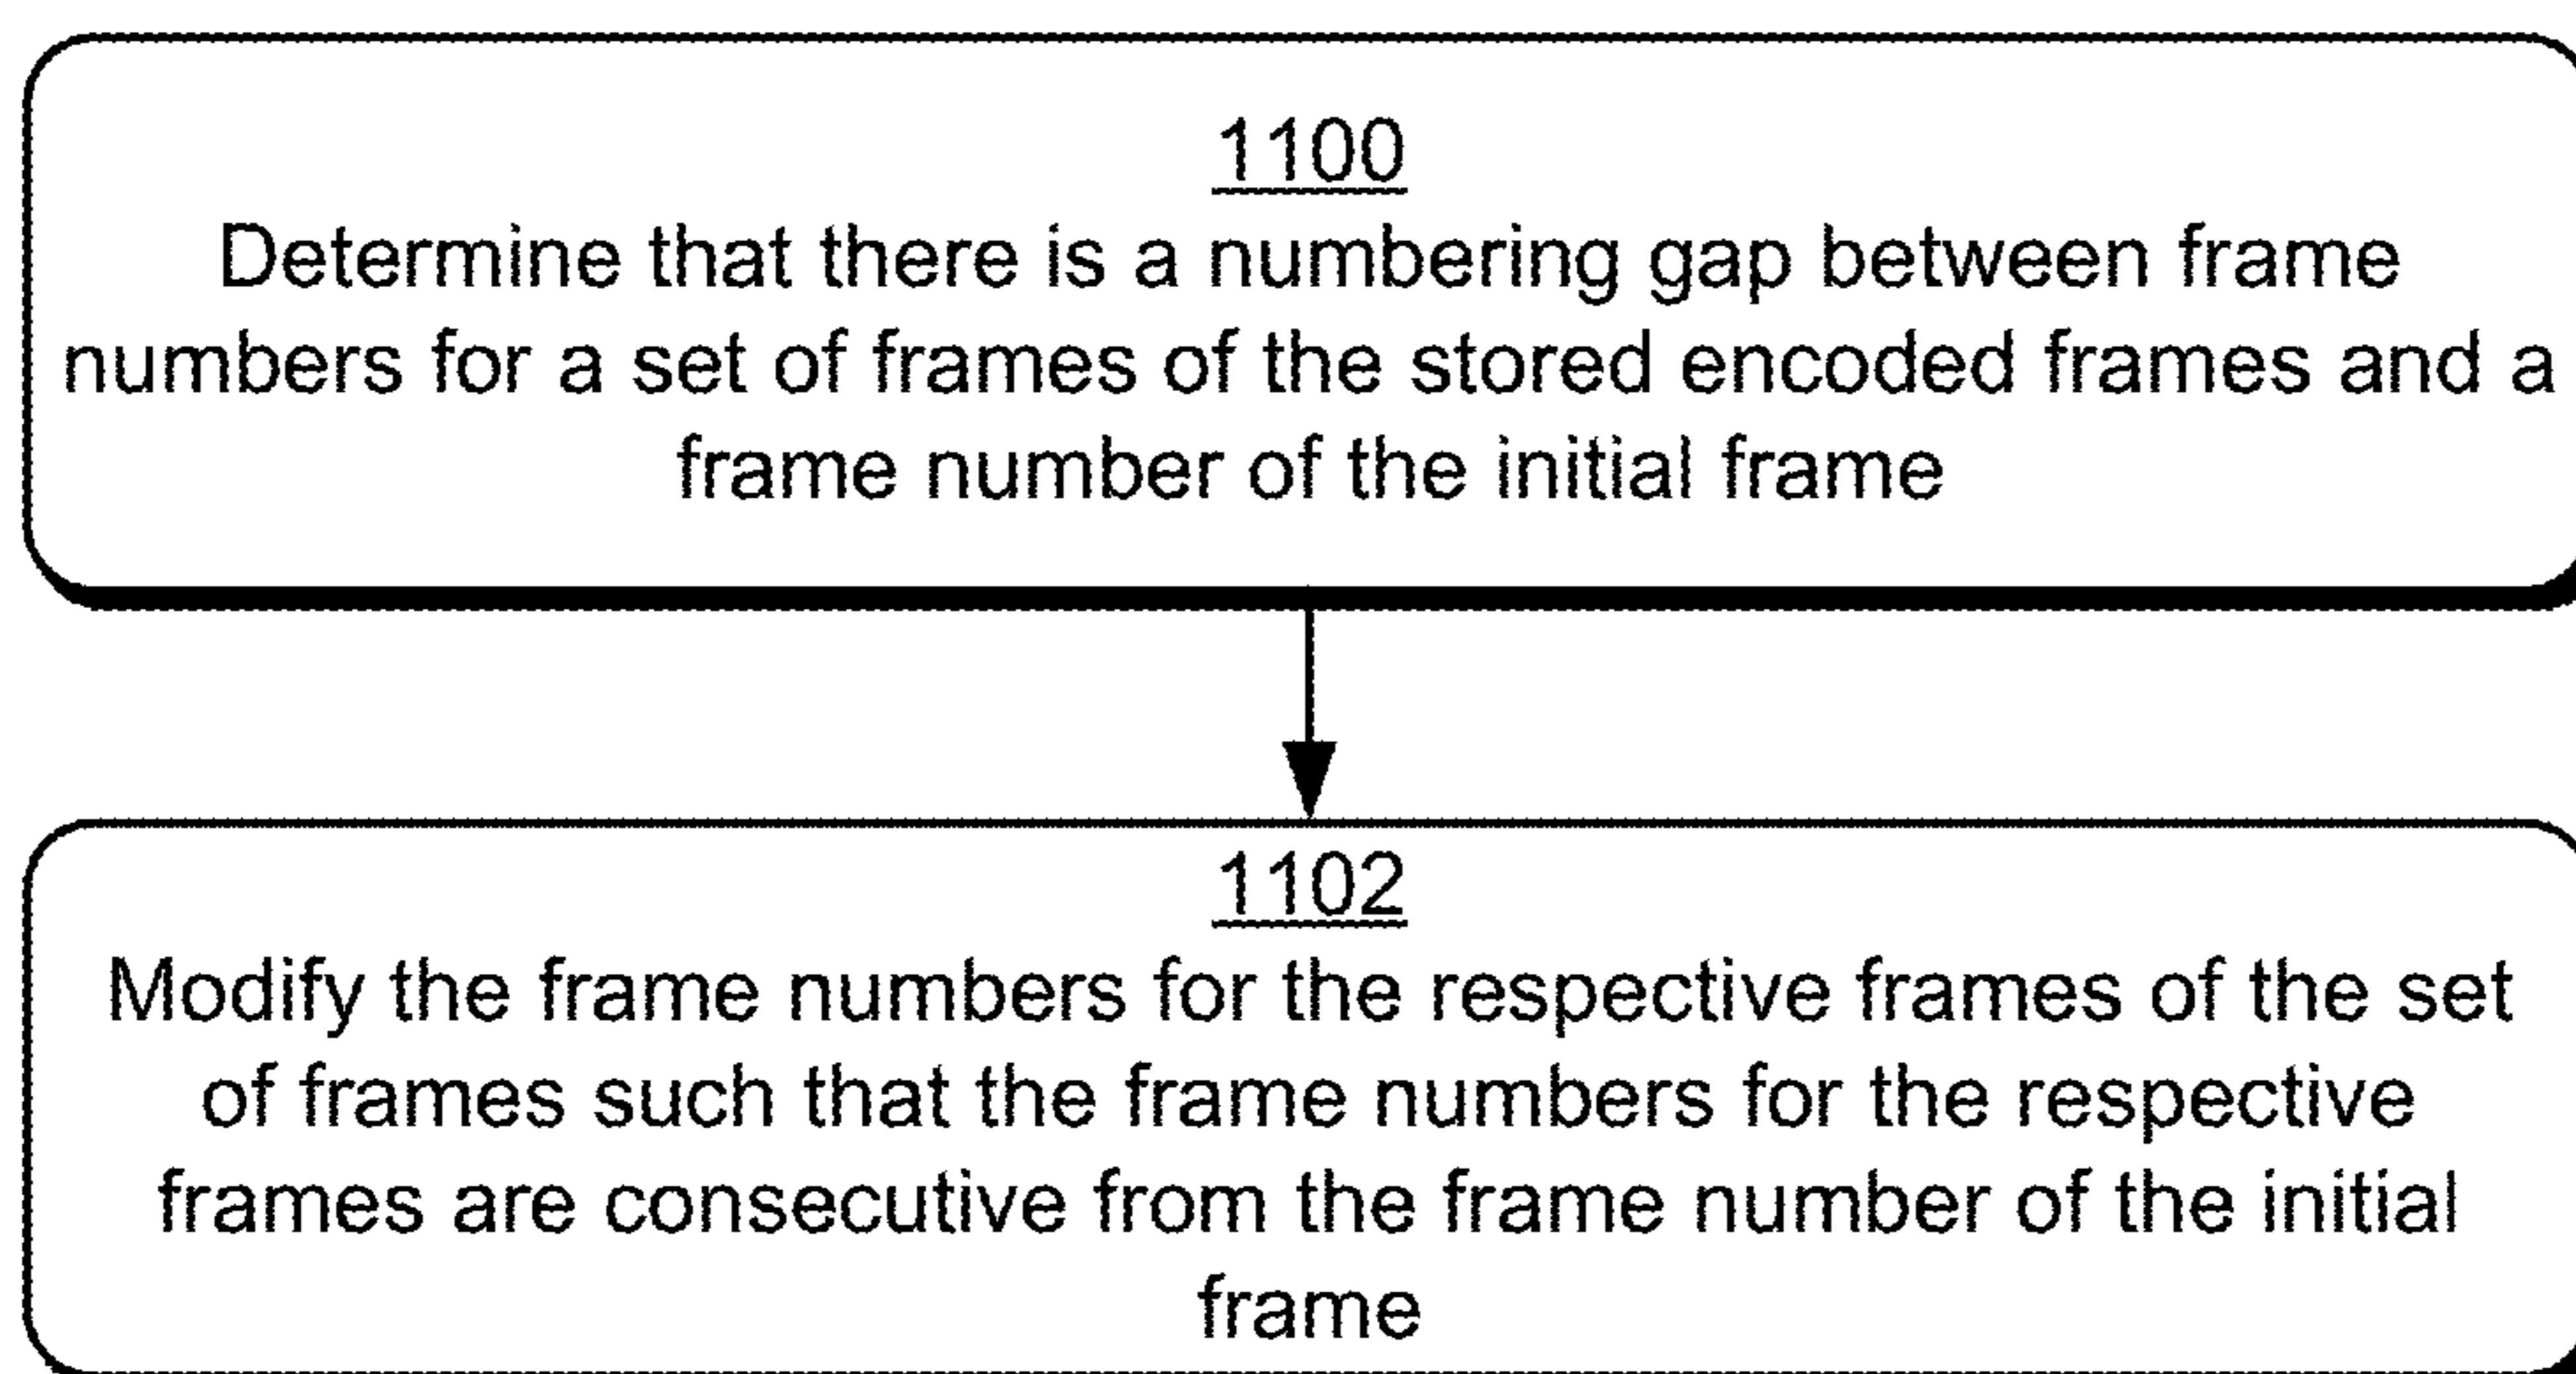 1100
Determine that there is a numbering gap between frame
numbers for a set of frames of the stored encoded frames and a
frame number of the initial frame
1102
Modify the frame numbers for the respective frames of the set
of frames such that the frame numbers for the respective
frames are consecutive from the frame number of the initial
frame